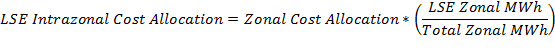 LSE Intrazonal Cost Allocation = Zonal Cost Allocation * (LSE Zonal MWh / Total Zonal MWh)